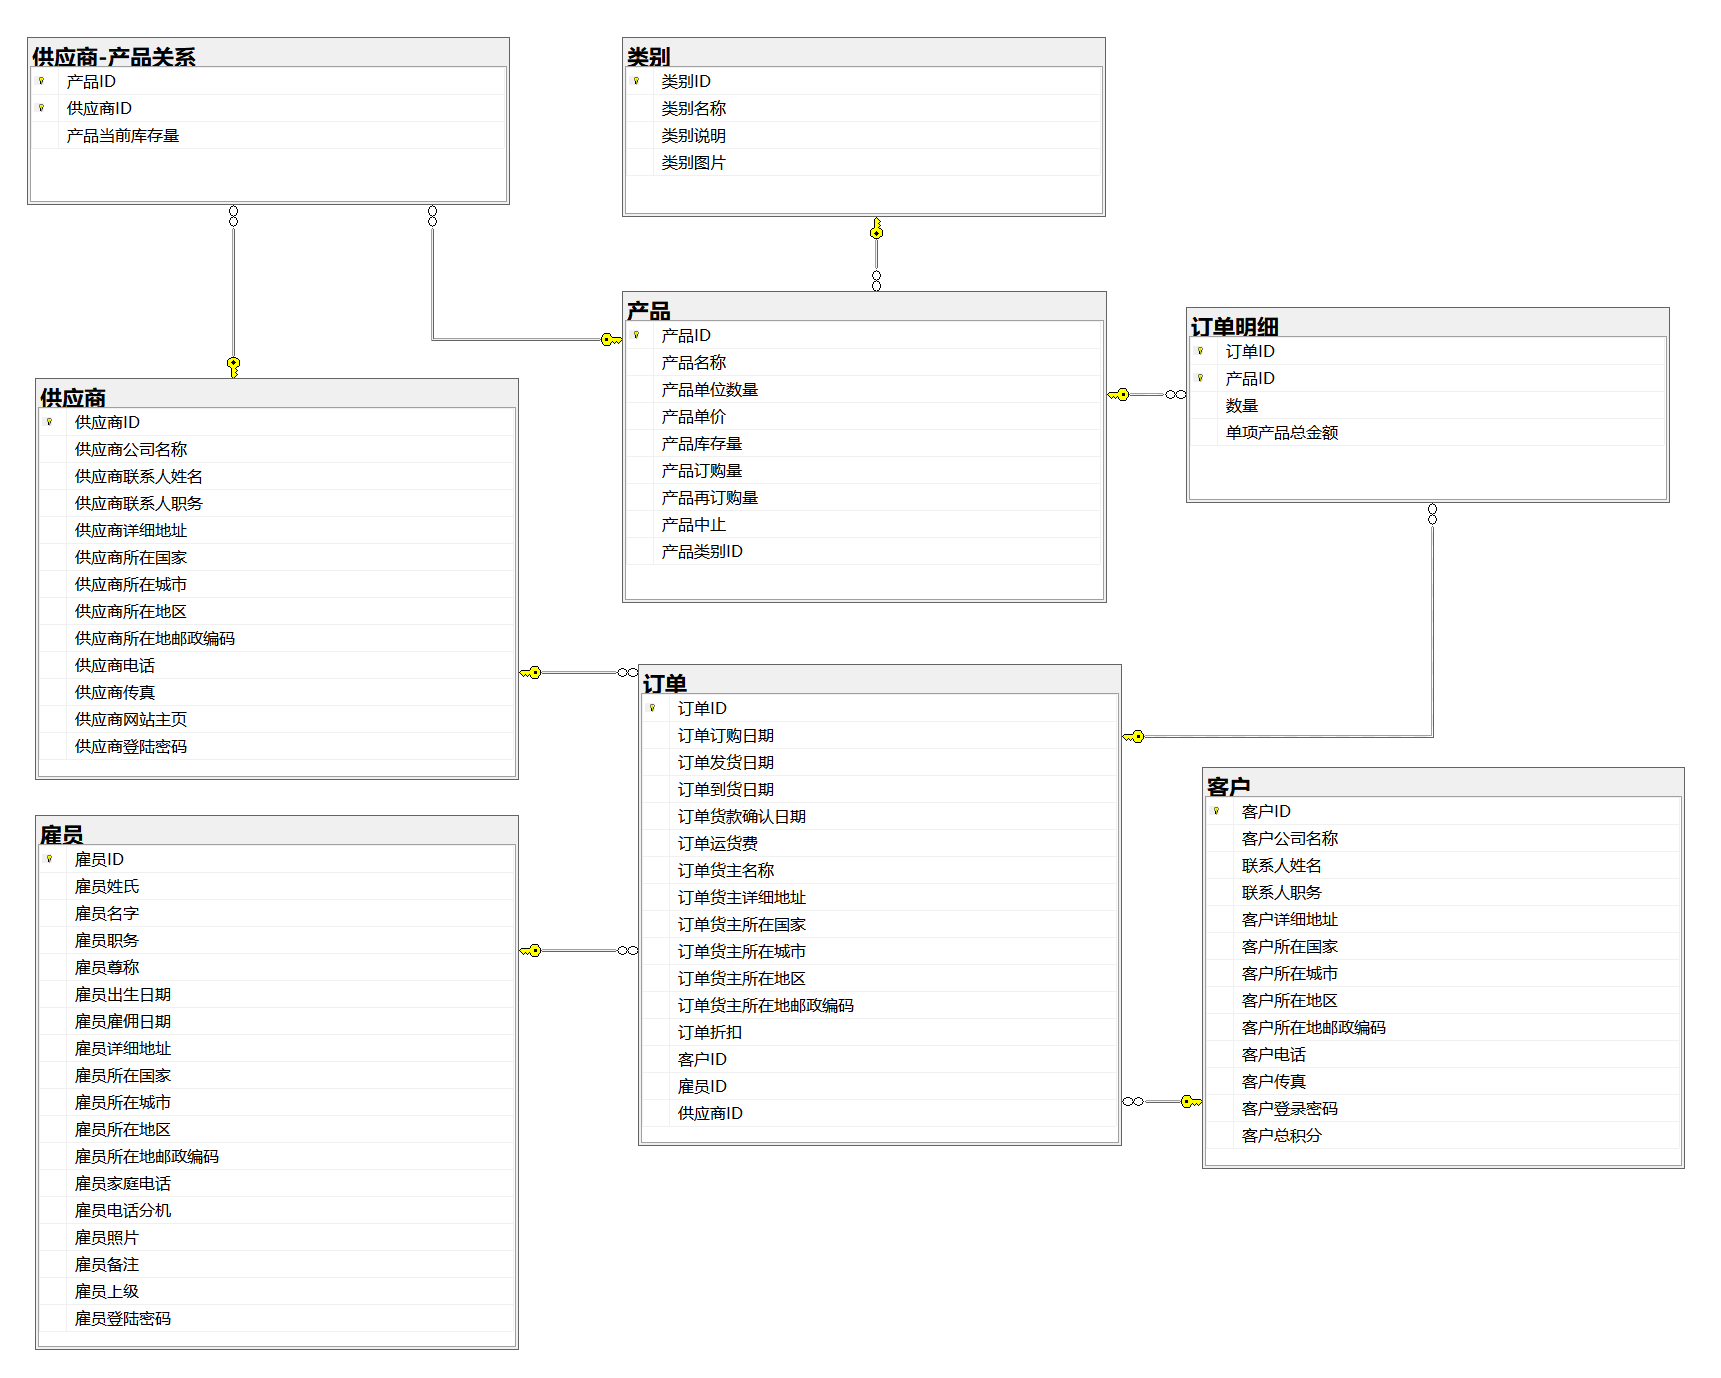 供应商-产品关系
产品ID
供应商ID
产品当前库存量
类别
类别ID
类别名称
类别说明
类别图片
产品
产品ID
产品名称
产品单位数量
产品单价
产品库存量
产品订购量
产品再订购量
产品中止
产品类别ID
订单明细
订单ID
产品ID
数量
单项产品总金额
供应商
供应商ID
供应商公司名称
供应商联系人姓名
供应商联系人职务
供应商详细地址
供应商所在国家
供应商所在城市
供应商所在地区
供应商所在地邮政编码
供应商电话
供应商传真
供应商网站主页
供应商登陆密码
订单
订单ID
订单订购日期
订单发货日期
订单到货日期
订单货款确认日期
订单运货费
订单货主名称
订单货主详细地址
订单货主所在国家
订单货主所在城市
订单货主所在地区
订单货主所在地邮政编码
订单折扣
客户ID
雇员ID
供应商ID
客户
客户ID
客户公司名称
联系人姓名
联系人职务
客户详细地址
客户所在国家
客户所在城市
客户所在地区
客户所在地邮政编码
客户电话
客户传真
客户登录密码
客户总积分
雇员
雇员ID
雇员姓氏
雇员名字
雇员职务
雇员尊称
雇员出生日期
雇员雇佣日期
雇员详细地址
雇员所在国家
雇员所在城市
雇员所在地区
雇员所在地邮政编码
雇员家庭电话
雇员电话分机
雇员照片
雇员备注
雇员上级
雇员登陆密码